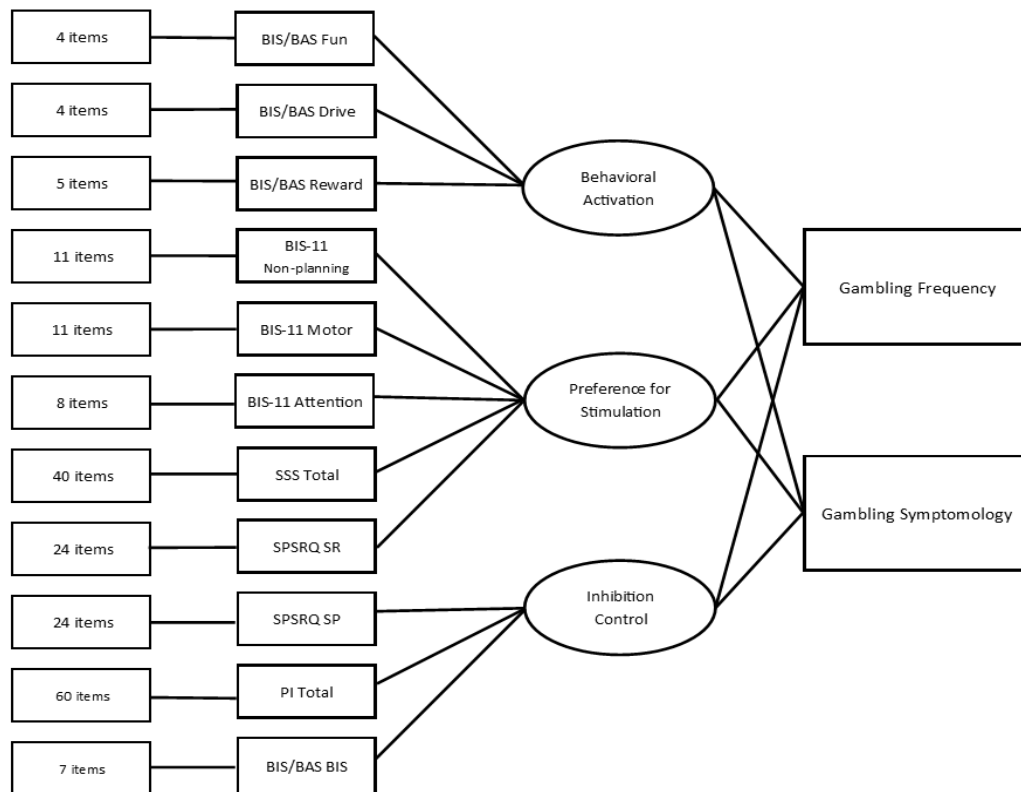 4 items
BIS/BAS Fun
4 items
BIS/BAS Drive
5 items
BIS/BAS Reward
Behavioral
Activation
11 items
BIS-11
Non-planning
Gambling Frequency
11 items
BIS-11 Motor
8 items
BIS-11 Attention
Preference for
Stimulation
40 items
SSS Total
Gambling Symptomology
24 items
SPSRQ SR
24 items
SPSRQ SP
Inhibition
Control
60 items
PI Total
7 items
BIS/BAS BIS